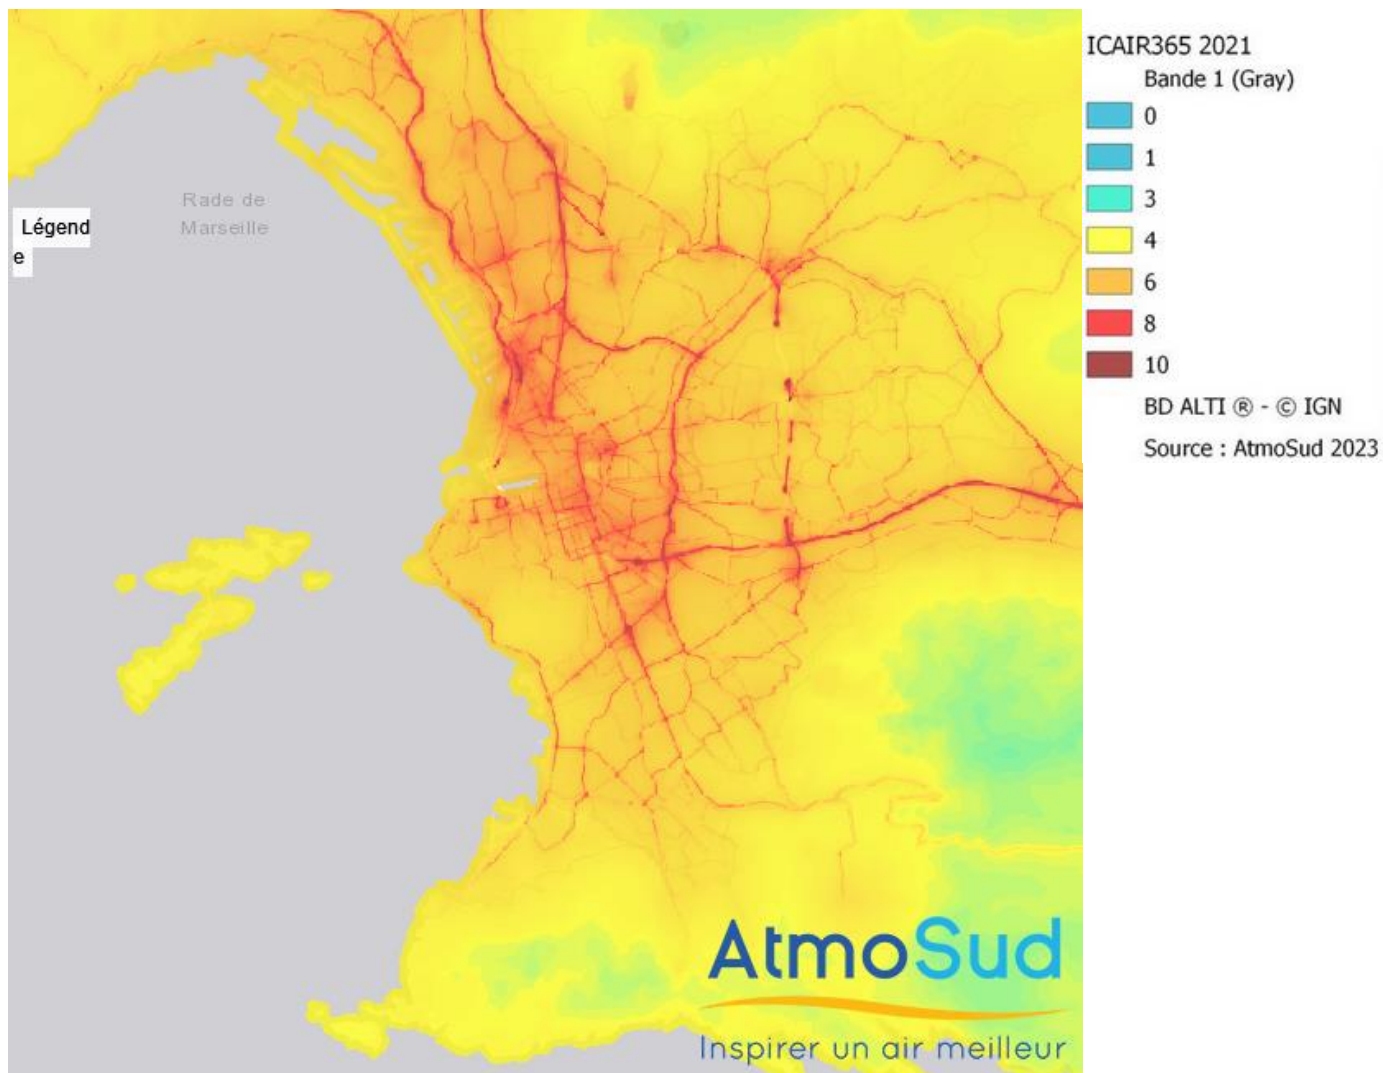 Rade de
Marseille
Légend
e
ICAIR365 2021
Bande 1 (Gray)
0
1
3
4
6
8
10
BD ALTI ® - © IGN
Source : AtmoSud 2023
AtmoSud
Inspirer un air meilleur